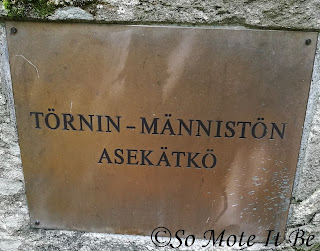 TÖRNIN-MÄNNISTÖN
ASEKÄTKÖ
©So Mote It Be